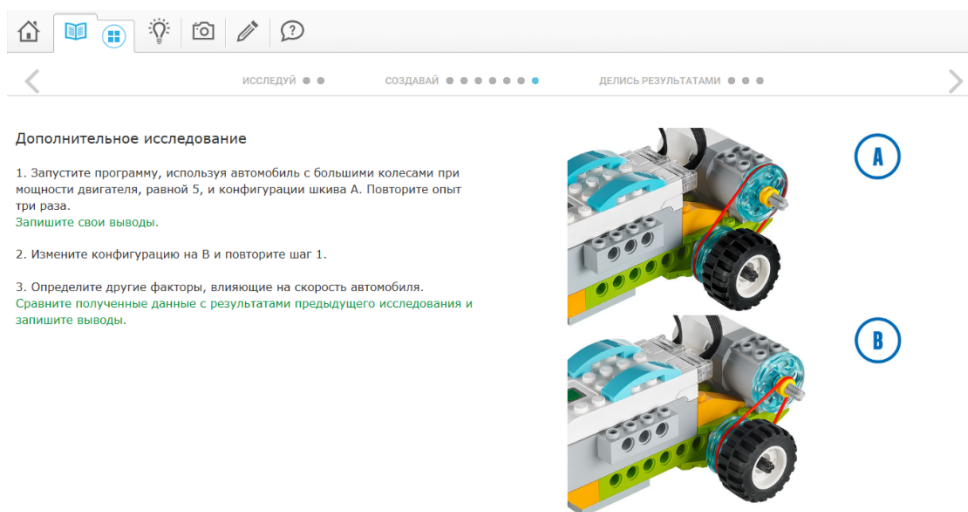 ИССЛЕДУЙ
СОЗДАВАЙ
ДЕЛИСЬ РЕЗУЛЬТАТАМИ
Дополнительное исследование
1. Запустите программу, используя автомобиль с большими колесами при
мощности двигателя, равной 5, и конфигурации шкива А. Повторите опыт
три раза.
Запишите свои выводы.
2. Измените конфигурацию на В и повторите шаг 1.
3. Определите другие факторы, влияющие на скорость автомобиля.
Сравните полученные данные с результатами предыдущего исследования и
запишите выводы.
A
B